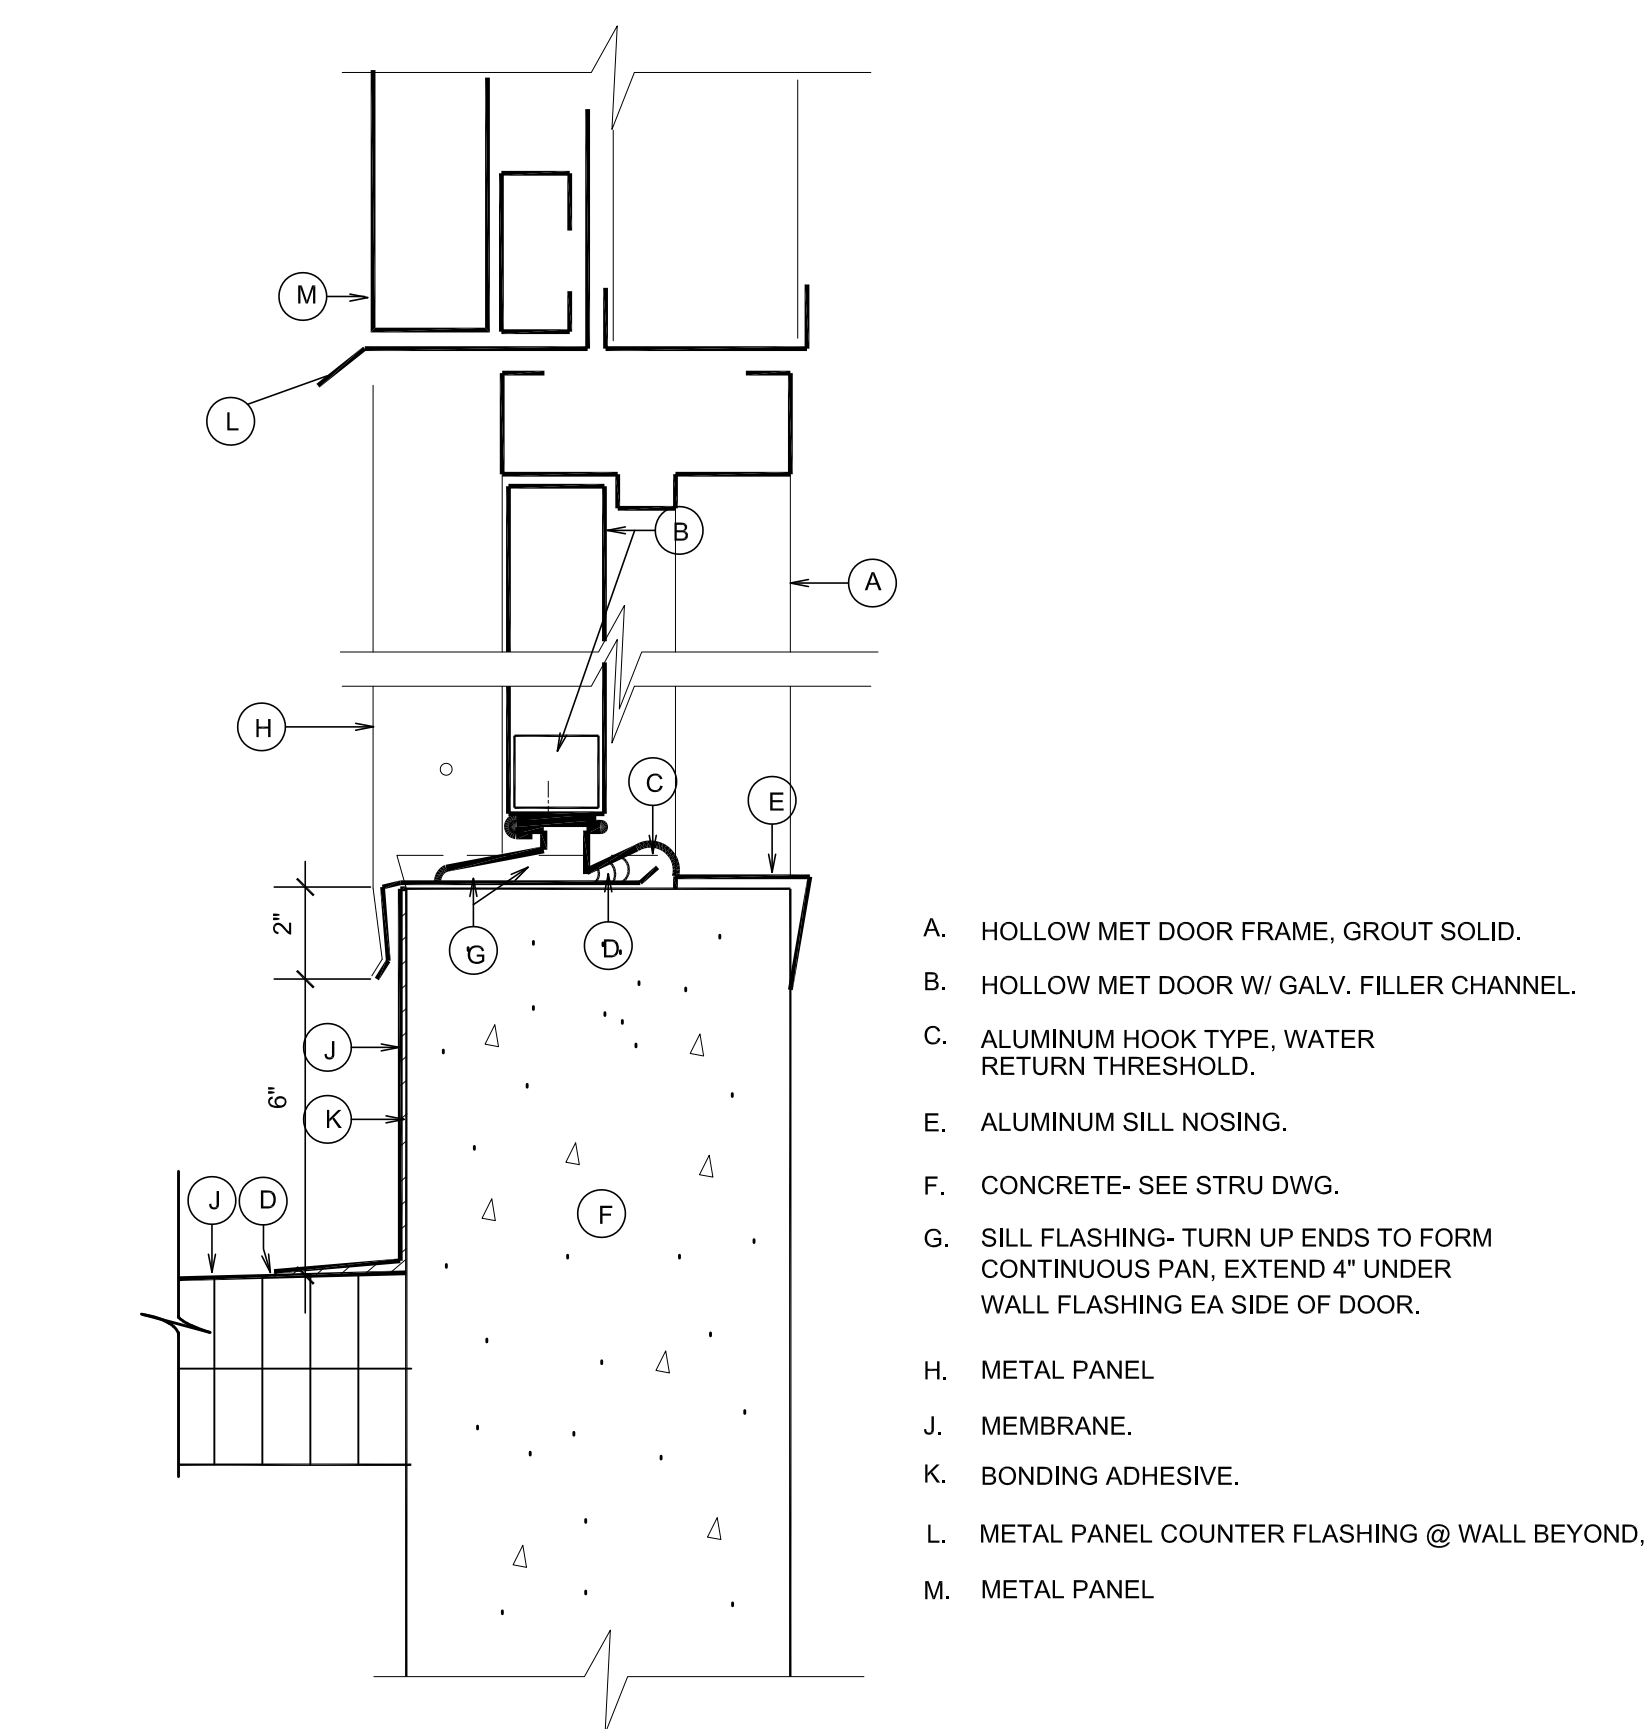 M
L
B
A
H
C
E
2"
G
D
J
6"
K
J
D
F
A. HOLLOW MET DOOR FRAME, GROUT SOLID.
B. HOLLOW MET DOOR W/ GALV. FILLER CHANNEL.
C. ALUMINUM HOOK TYPE, WATER
RETURN THRESHOLD.
E. ALUMINUM SILL NOSING.
F. CONCRETE- SEE STRU DWG.
G. SILL FLASHING- TURN UP ENDS TO FORM
CONTINUOUS PAN, EXTEND 4" UNDER
WALL FLASHING EA SIDE OF DOOR.
H. METAL PANEL
J. MEMBRANE.
K. BONDING ADHESIVE.
L. METAL PANEL COUNTER FLASHING @ WALL BEYOND,
M. METAL PANEL